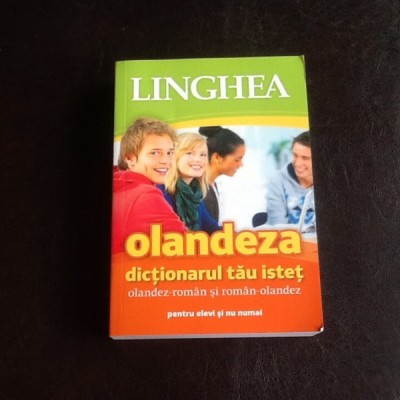 LINGHEA
olandeza
dicționarul tău isteț
olandez-român și român-olandez
pentru elevi și nu numai